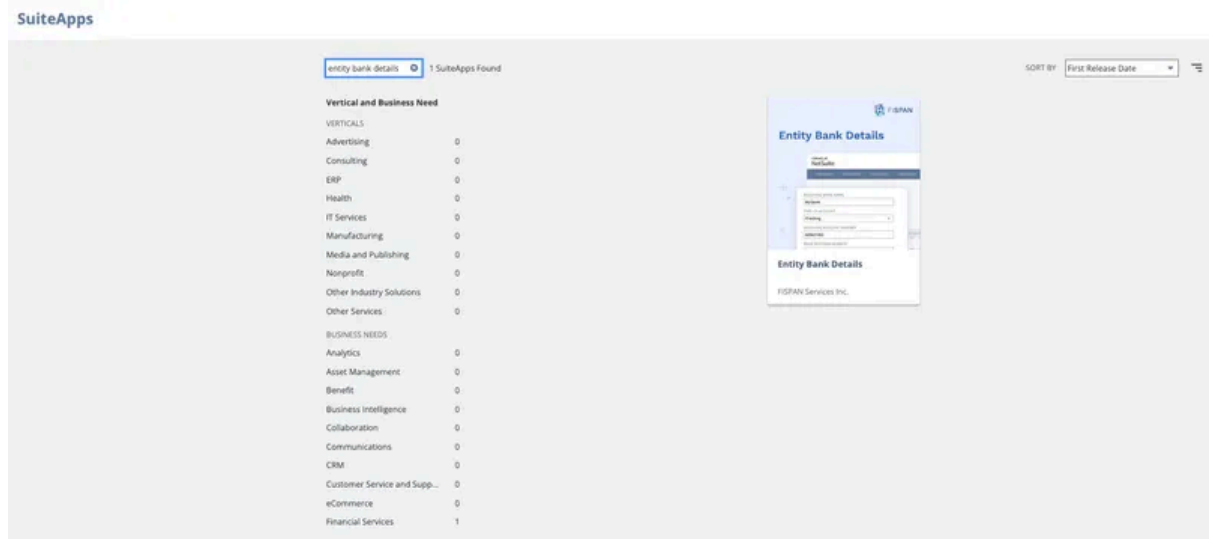 SuiteApps
entity bank details
1 SuiteApps Found
SORT BY First Release Date
Vertical and Business Need
VERTICALS
Advertising 0
Consulting 0
ERP 0
Health 0
IT Services 0
Manufacturing 0
Media and Publishing 0
Nonprofit 0
Other Industry Solutions 0
Other Services 0
BUSINESS NEEDS
Analytics 0
Asset Management 0
Benefit 0
Business Intelligence 0
Collaboration 0
Communications 0
CRM 0
Customer Service and Supp... 0
eCommerce 0
Financial Services 1
FISPAN
Entity Bank Details
NetSuite
Entity Bank Details
FISPAN Services Inc.